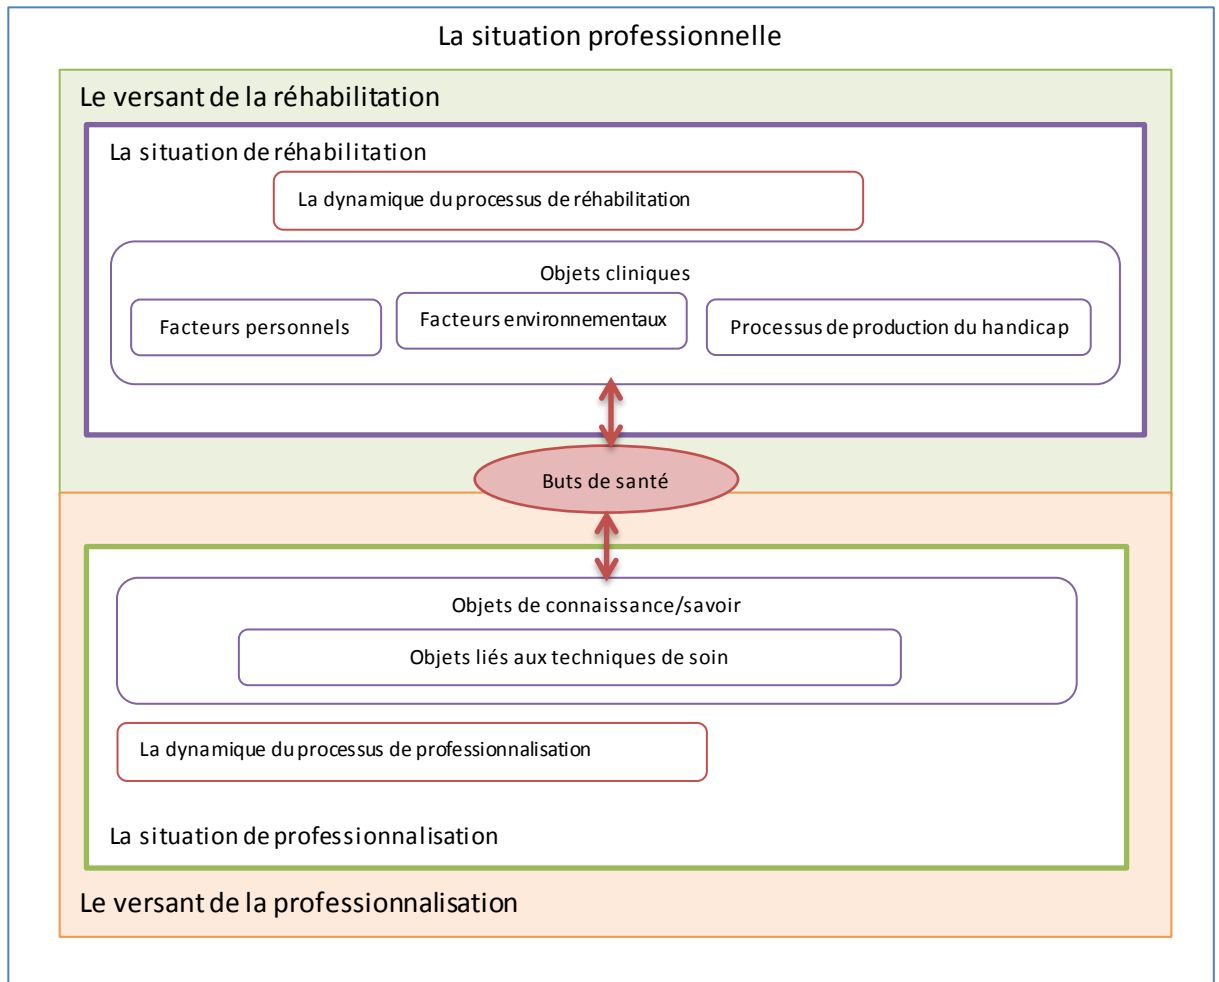 La situation professionnelle
Le versant de la réhabilitation
La situation de réhabilitation
La dynamique du processus de réhabilitation
Objets cliniques
Facteurs personnels
Facteurs environnementaux
Processus de production du handicap
Buts de santé
Objets de connaissance/savoir
Objets liés aux techniques de soin
La dynamique du processus de professionnalisation
La situation de professionnalisation
Le versant de la professionnalisation